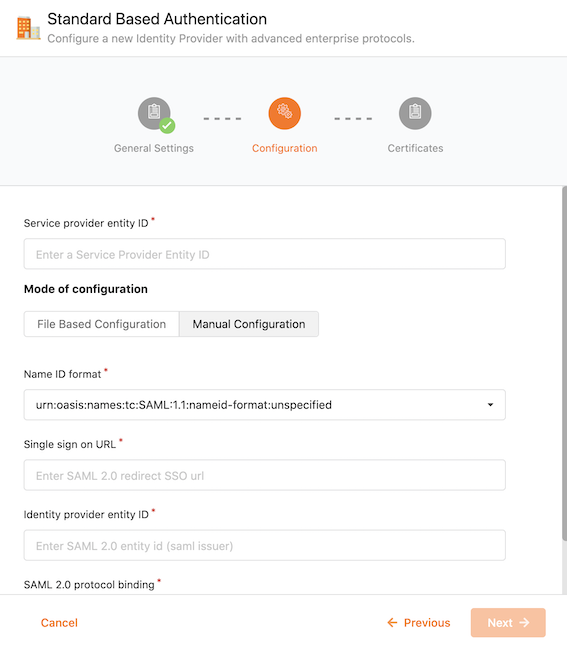 Standard Based Authentication
Configure a new Identity Provider with advanced enterprise protocols.
General Settings
Configuration
Certificates
Service provider entity ID *
Enter a Service Provider Entity ID
Mode of configuration
File Based Configuration
Manual Configuration
Name ID format *
urn:oasis:names:tc:SAML:1.1:nameid-format:unspecified
Single sign on URL *
Enter SAML 2.0 redirect SSO url
Identity provider entity ID *
Enter SAML 2.0 entity id (saml issuer)
SAML 2.0 protocol binding *
Cancel
Previous
Next